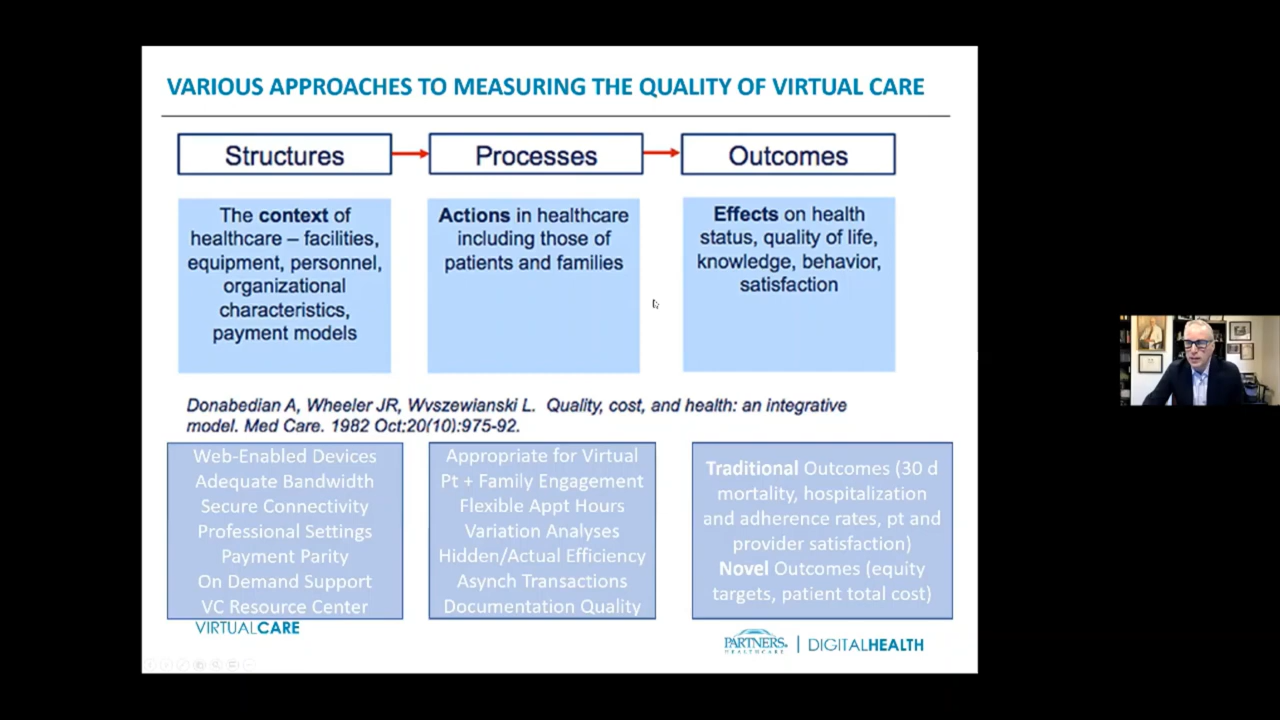 VARIOUS APPROACHES TO MEASURING THE QUALITY OF VIRTUAL CARE
Structures
Processes
Outcomes
The context of
healthcare – facilities,
equipment, personnel,
organizational
characteristics,
payment models
Actions in healthcare
including those of
patients and families
Effects on health
status, quality of life,
knowledge, behavior,
satisfaction
Donabedian A, Wheeler JR, Wvszewianski L. Quality, cost, and health: an integrative
model. Med Care. 1982 Oct;20(10):975-92.
Web-Enabled Devices
Adequate Bandwidth
Secure Connectivity
Professional Settings
Payment Parity
On Demand Support
VC Resource Center
Appropriate for Virtual
Pt + Family Engagement
Flexible Appt Hours
Variation Analyses
Hidden/Actual Efficiency
Asynch Transactions
Documentation Quality
Traditional Outcomes (30 d
mortality, hospitalization
and adherence rates, pt and
provider satisfaction)
Novel Outcomes (equity
targets, patient total cost)
VIRTUALCARE
PARTNERS.
HEALTHCARE
DIGITALHEALTH